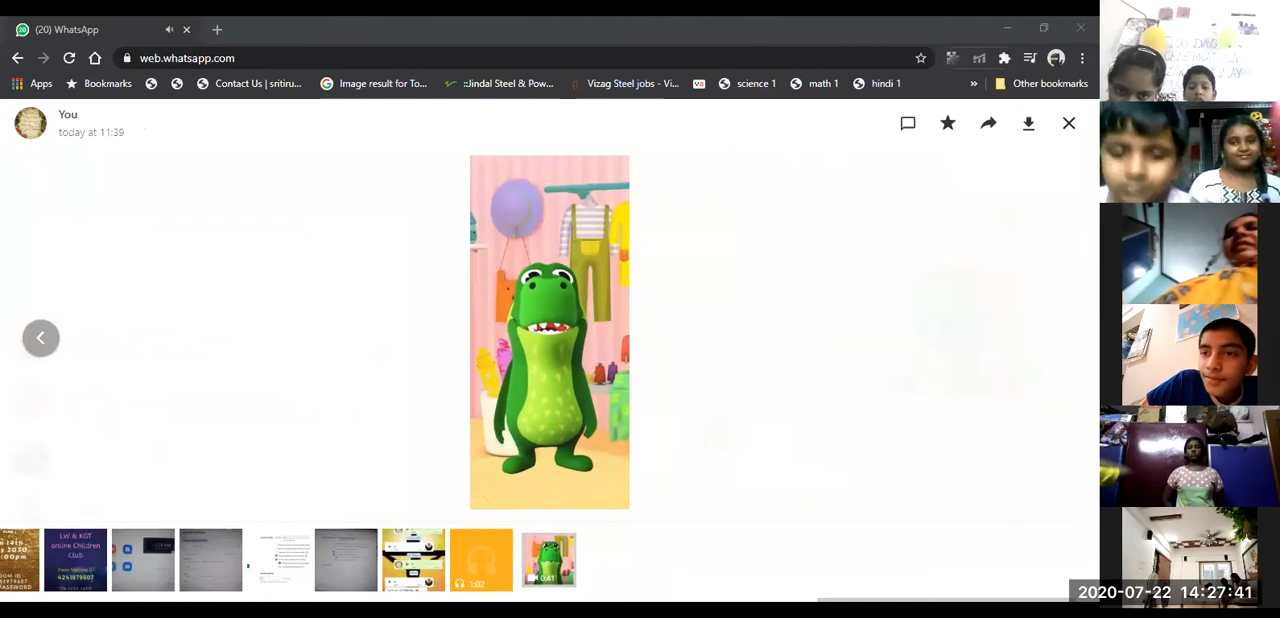 (20) WhatsApp
web.whatsapp.com
Apps
Bookmarks
Contact Us | sritiru...
Image result for To...
::Jindal Steel & Pow...
Vizag Steel jobs - Vi...
science 1
math 1
hindi 1
»
Other bookmarks
You
today at 11:39
LW & KGT
online Children
Club
4241879807
1:02
0:41
2020-07-22 14:27:41